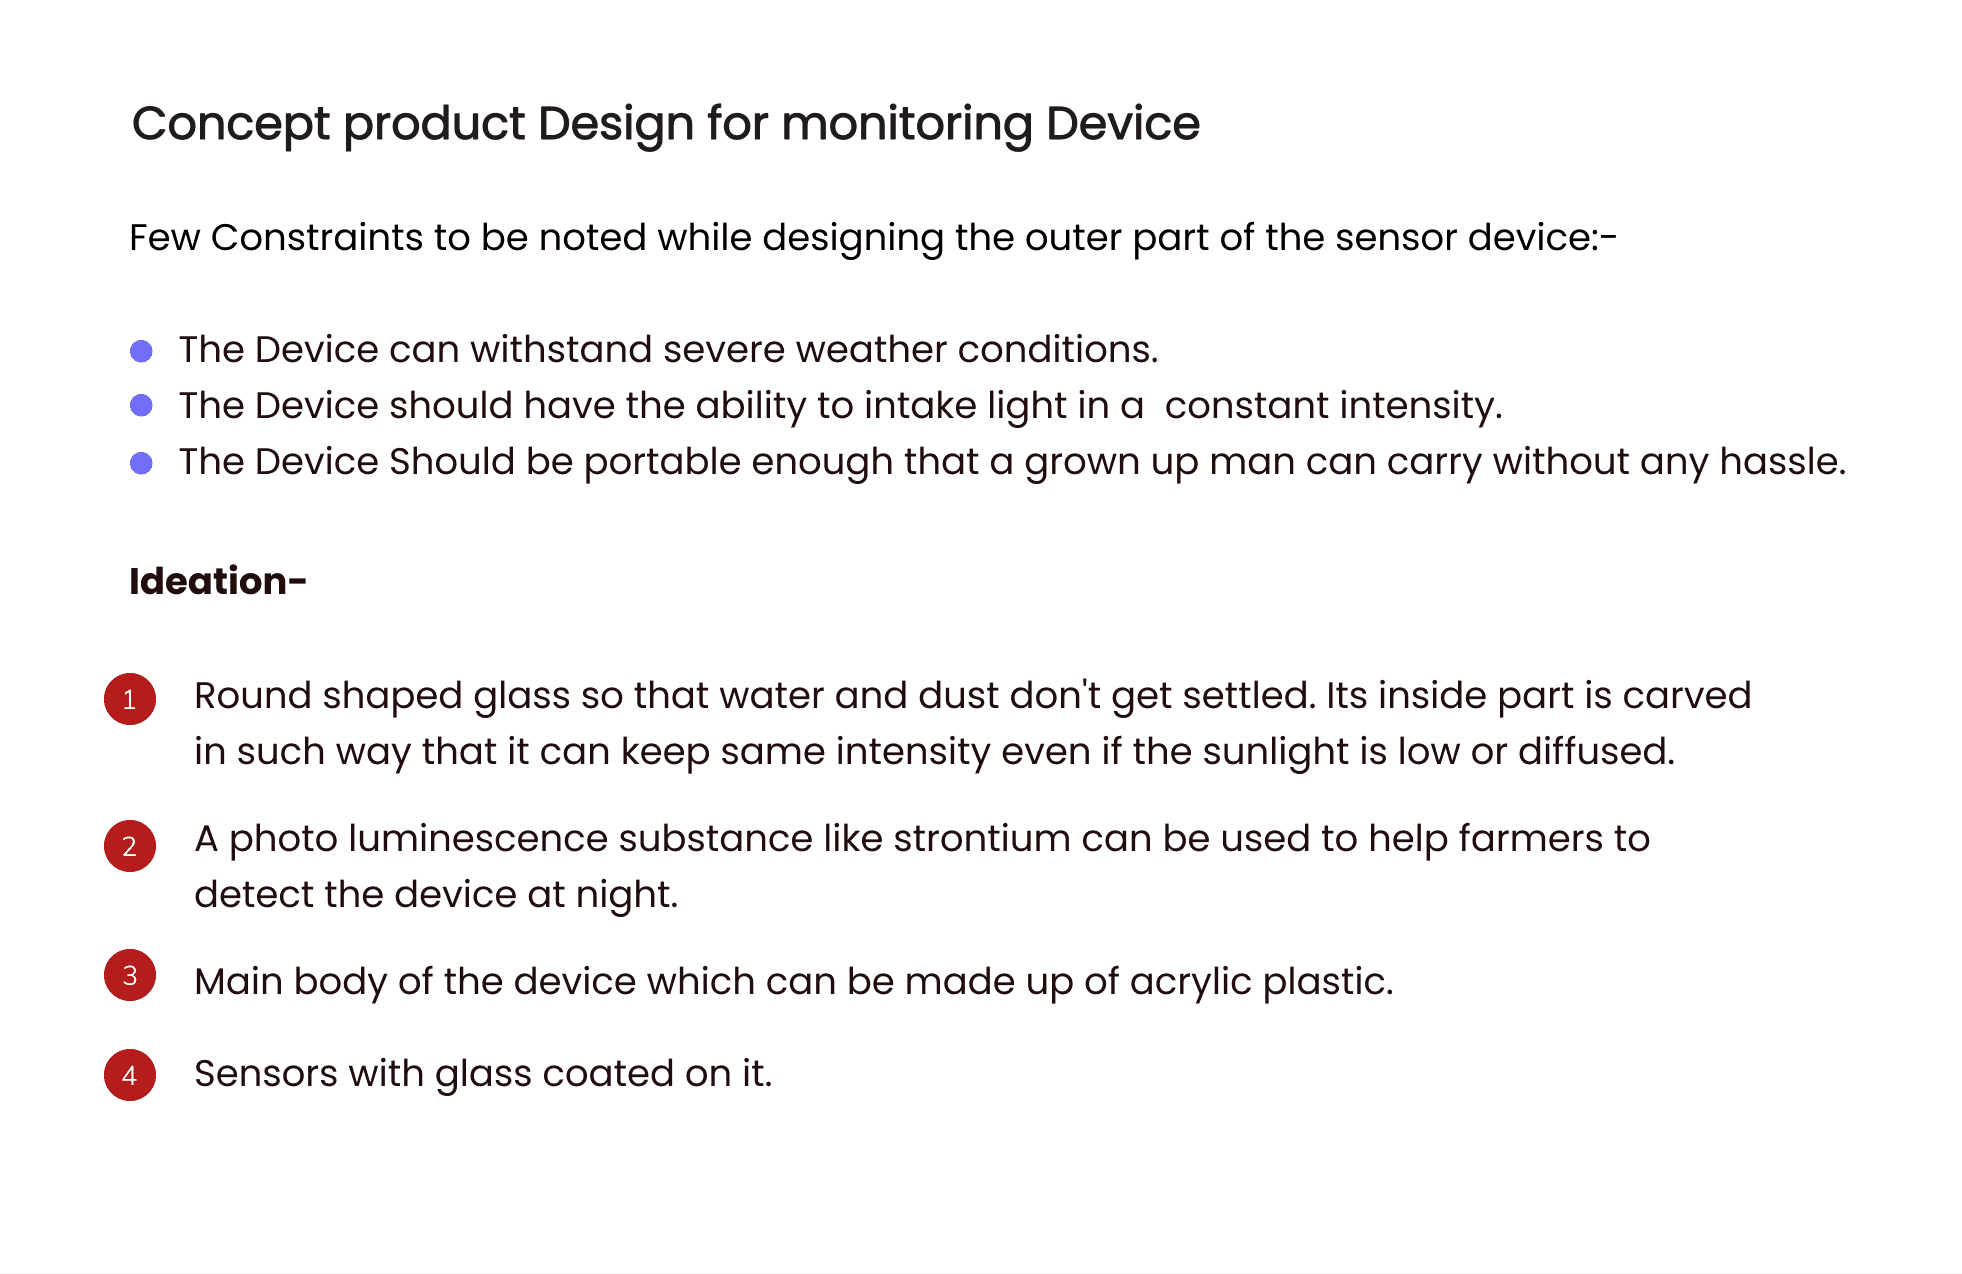 Concept product Design for monitoring Device
Few Constraints to be noted while designing the outer part of the sensor device:-
The Device can withstand severe weather conditions.
The Device should have the ability to intake light in a  constant intensity.
The Device Should be portable enough that a grown up man can carry without any hassle.
Ideation-
1 Round shaped glass so that water and dust don't get settled. Its inside part is carved
in such way that it can keep same intensity even if the sunlight is low or diffused.
2 A photo luminescence substance like strontium can be used to help farmers to
detect the device at night.
3 Main body of the device which can be made up of acrylic plastic.
4 Sensors with glass coated on it.